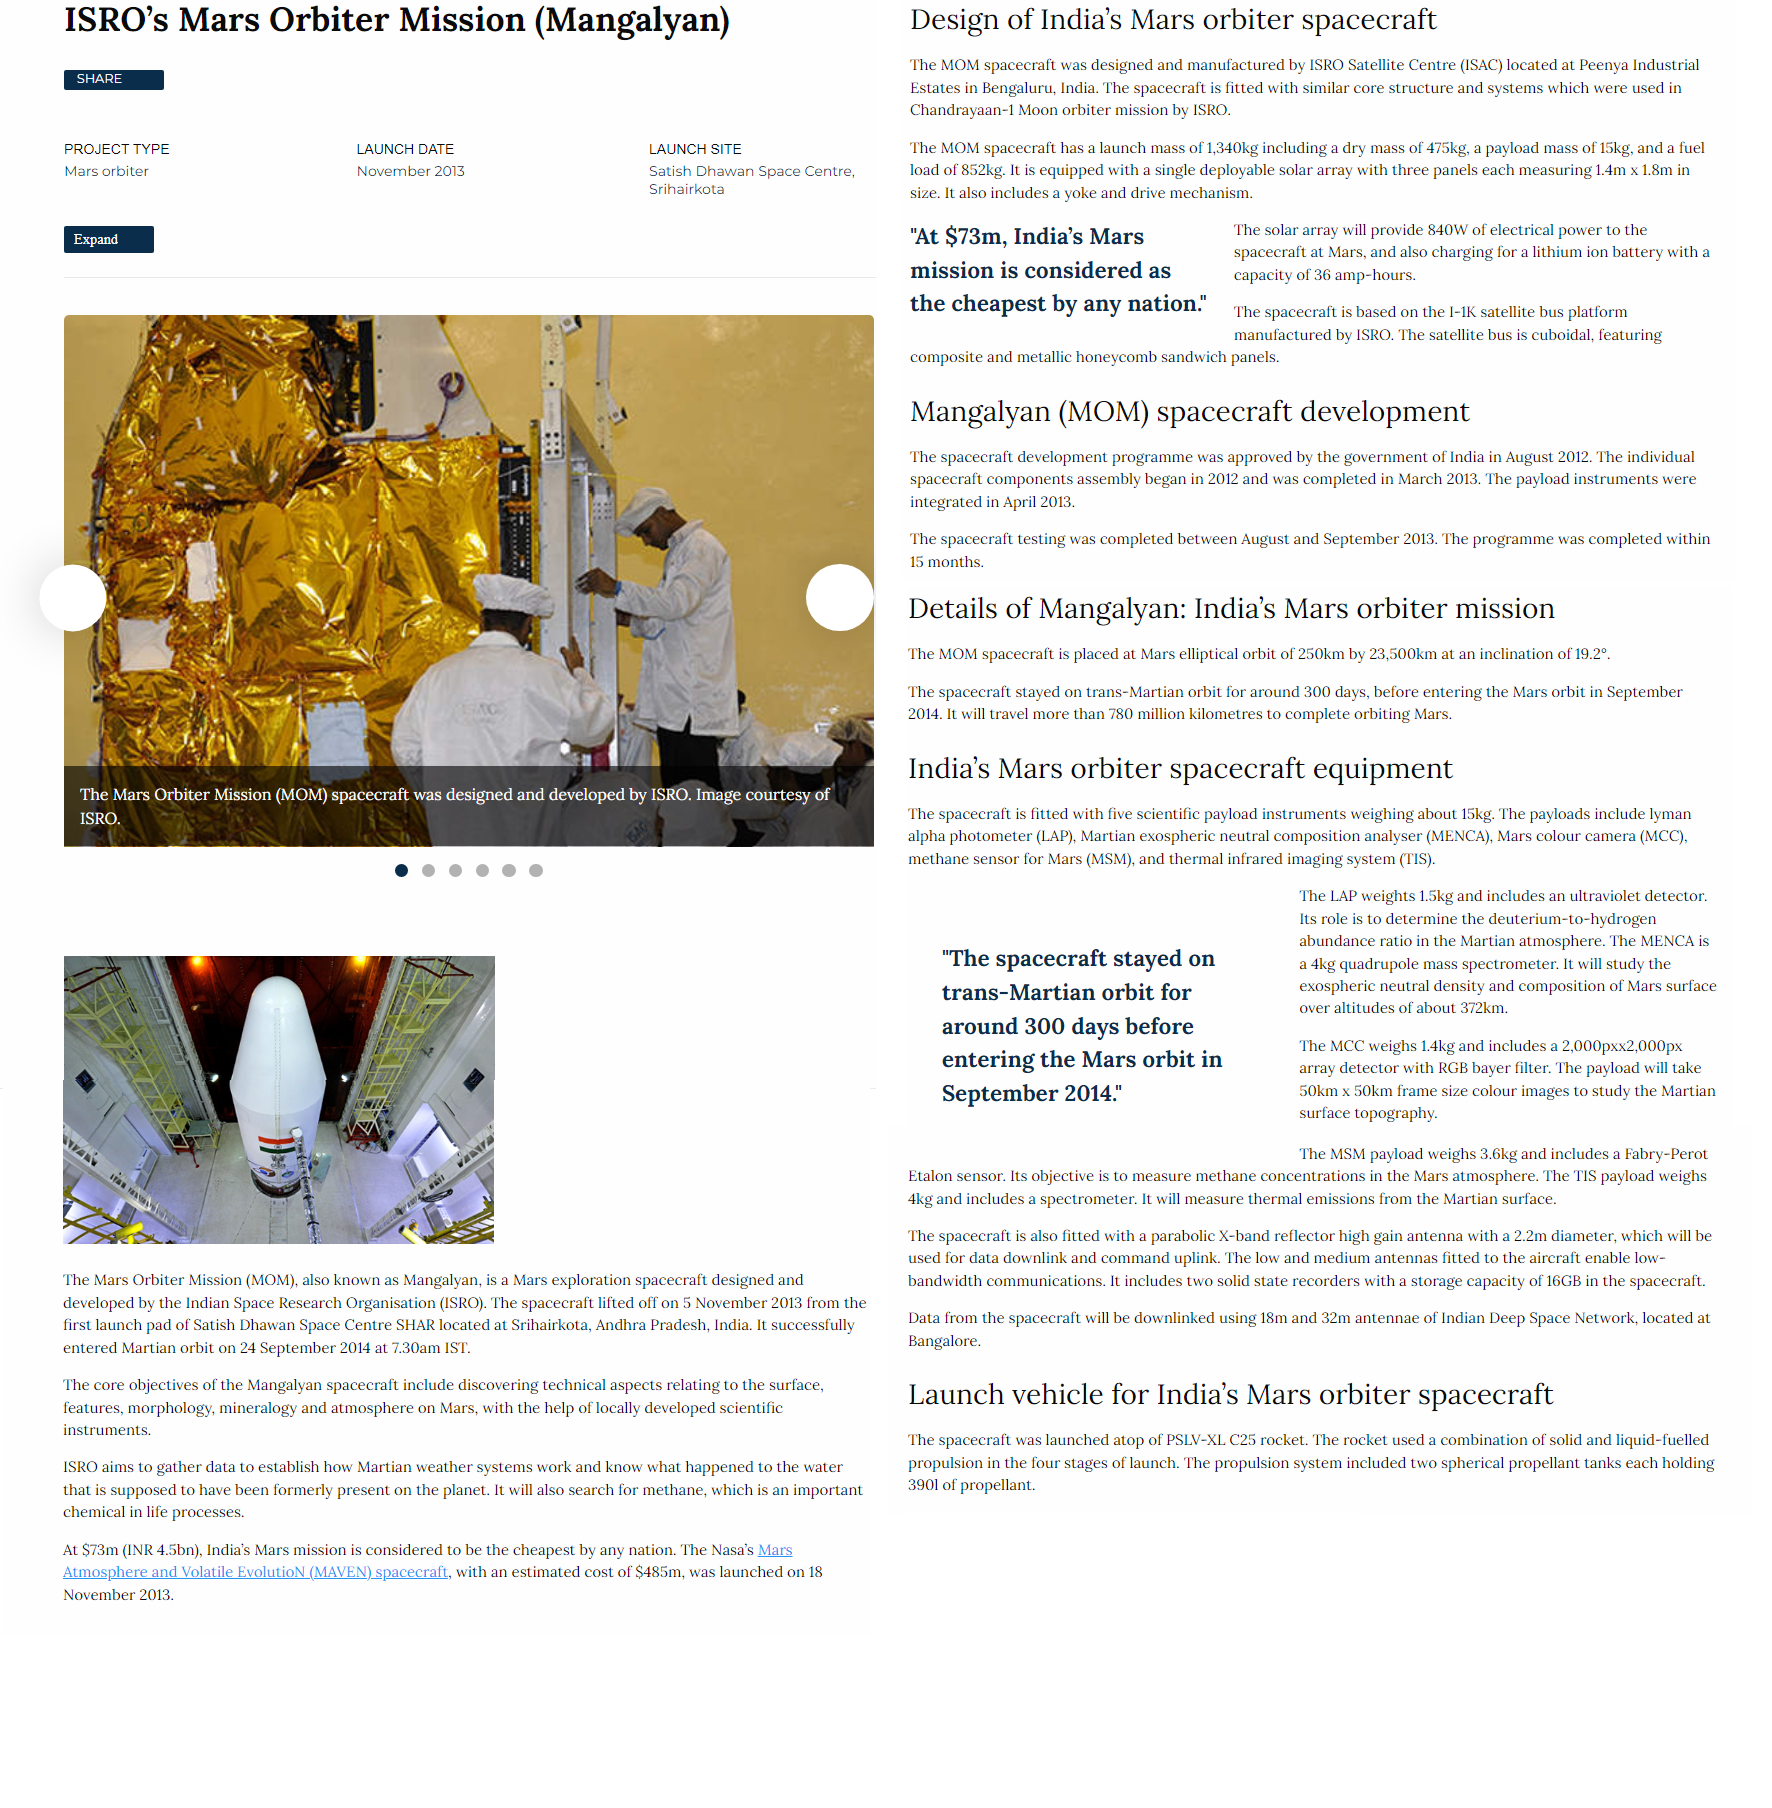 ISRO’s Mars Orbiter Mission (Mangalyan)
SHARE
PROJECT TYPE
Mars orbiter
LAUNCH DATE
November 2013
LAUNCH SITE
Satish Dhawan Space Centre,
Srihairkota
Expand
The Mars Orbiter Mission (MOM) spacecraft was designed and developed by ISRO. Image courtesy of
ISRO.
The Mars Orbiter Mission (MOM), also known as Mangalyan, is a Mars exploration spacecraft designed and
developed by the Indian Space Research Organisation (ISRO). The spacecraft lifted off on 5 November 2013 from the
first launch pad of Satish Dhawan Space Centre SHAR located at Srihairkota, Andhra Pradesh, India. It successfully
entered Martian orbit on 24 September 2014 at 7.30am IST.
The core objectives of the Mangalyan spacecraft include discovering technical aspects relating to the surface,
features, morphology, mineralogy and atmosphere on Mars, with the help of locally developed scientific
instruments.
ISRO aims to gather data to establish how Martian weather systems work and know what happened to the water
that is supposed to have been formerly present on the planet. It will also search for methane, which is an important
chemical in life processes.
At $73m (INR 4.5bn), India’s Mars mission is considered to be the cheapest by any nation. The Nasa’s Mars
Atmosphere and Volatile EvolutioN (MAVEN) spacecraft, with an estimated cost of $485m, was launched on 18
November 2013.
Design of India’s Mars orbiter spacecraft
The MOM spacecraft was designed and manufactured by ISRO Satellite Centre (ISAC) located at Peenya Industrial
Estates in Bengaluru, India. The spacecraft is fitted with similar core structure and systems which were used in
Chandrayaan-1 Moon orbiter mission by ISRO.
The MOM spacecraft has a launch mass of 1,340kg including a dry mass of 475kg, a payload mass of 15kg, and a fuel
load of 852kg. It is equipped with a single deployable solar array with three panels each measuring 1.4m x 1.8m in
size. It also includes a yoke and drive mechanism.
"At $73m, India’s Mars
mission is considered as
the cheapest by any nation."
The solar array will provide 840W of electrical power to the
spacecraft at Mars, and also charging for a lithium ion battery with a
capacity of 36 amp-hours.
The spacecraft is based on the I-1K satellite bus platform
manufactured by ISRO. The satellite bus is cuboidal, featuring
composite and metallic honeycomb sandwich panels.
Mangalyan (MOM) spacecraft development
The spacecraft development programme was approved by the government of India in August 2012. The individual
spacecraft components assembly began in 2012 and was completed in March 2013. The payload instruments were
integrated in April 2013.
The spacecraft testing was completed between August and September 2013. The programme was completed within
15 months.
Details of Mangalyan: India’s Mars orbiter mission
The MOM spacecraft is placed at Mars elliptical orbit of 250km by 23,500km at an inclination of 19.2°.
The spacecraft stayed on trans-Martian orbit for around 300 days, before entering the Mars orbit in September
2014. It will travel more than 780 million kilometres to complete orbiting Mars.
India’s Mars orbiter spacecraft equipment
The spacecraft is fitted with five scientific payload instruments weighing about 15kg. The payloads include lyman
alpha photometer (LAP), Martian exospheric neutral composition analyser (MENCA), Mars colour camera (MCC),
methane sensor for Mars (MSM), and thermal infrared imaging system (TIS).
"The spacecraft stayed on
trans-Martian orbit for
around 300 days before
entering the Mars orbit in
September 2014."
The LAP weights 1.5kg and includes an ultraviolet detector.
Its role is to determine the deuterium-to-hydrogen
abundance ratio in the Martian atmosphere. The MENCA is
a 4kg quadrupole mass spectrometer. It will study the
exospheric neutral density and composition of Mars surface
over altitudes of about 372km.
The MCC weighs 1.4kg and includes a 2,000pxx2,000px
array detector with RGB bayer filter. The payload will take
50km x 50km frame size colour images to study the Martian
surface topography.
The MSM payload weighs 3.6kg and includes a Fabry-Perot
Etalon sensor. Its objective is to measure methane concentrations in the Mars atmosphere. The TIS payload weighs
4kg and includes a spectrometer. It will measure thermal emissions from the Martian surface.
The spacecraft is also fitted with a parabolic X-band reflector high gain antenna with a 2.2m diameter, which will be
used for data downlink and command uplink. The low and medium antennas fitted to the aircraft enable low-
bandwidth communications. It includes two solid state recorders with a storage capacity of 16GB in the spacecraft.
Data from the spacecraft will be downlinked using 18m and 32m antennae of Indian Deep Space Network, located at
Bangalore.
Launch vehicle for India’s Mars orbiter spacecraft
The spacecraft was launched atop of PSLV-XL C25 rocket. The rocket used a combination of solid and liquid-fuelled
propulsion in the four stages of launch. The propulsion system included two spherical propellant tanks each holding
390l of propellant.